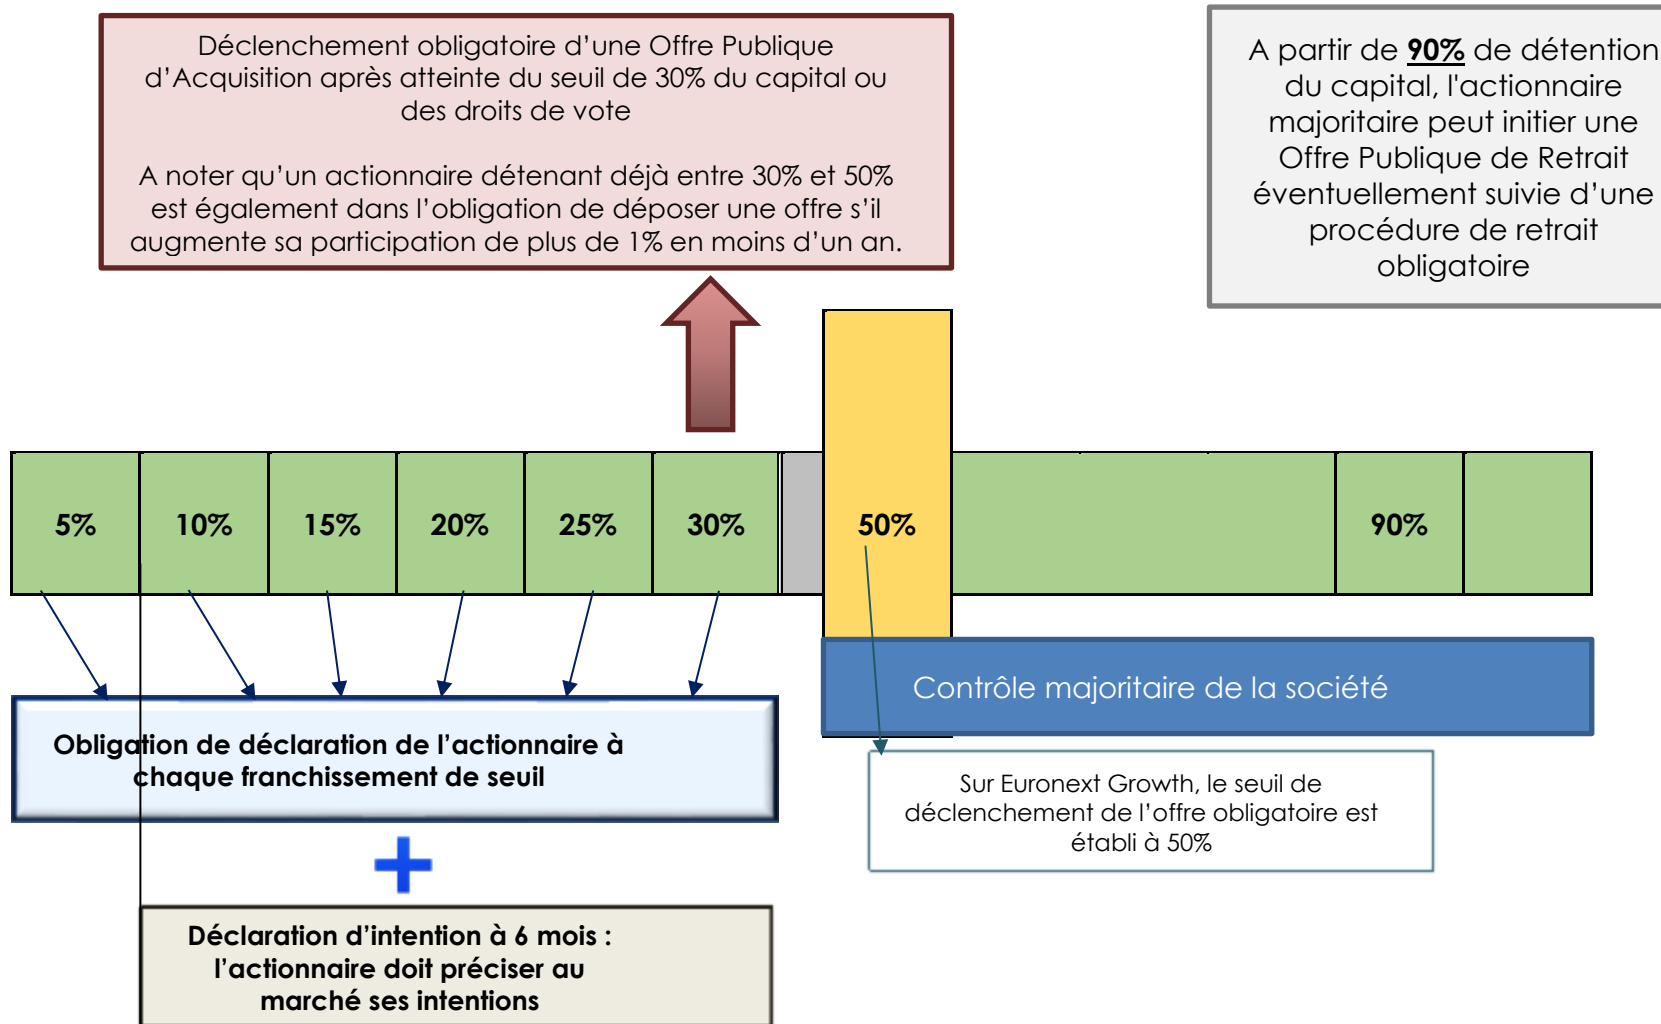 Déclenchement obligatoire d’une Offre Publique
d’Acquisition après atteinte du seuil de 30% du capital ou
des droits de vote
A noter qu’un actionnaire détenant déjà entre 30% et 50%
est également dans l’obligation de déposer une offre s’il
augmente sa participation de plus de 1% en moins d’un an.
A partir de 90% de détention
du capital, l'actionnaire
majoritaire peut initier une
Offre Publique de Retrait
éventuellement suivie d’une
procédure de retrait
obligatoire
5% 10% 15% 20% 25% 30% 50% 90%
Contrôle majoritaire de la société
Obligation de déclaration de l’actionnaire à
chaque franchissement de seuil
Sur Euronext Growth, le seuil de
déclenchement de l’offre obligatoire est
établi à 50%
Déclaration d’intention à 6 mois :
l’actionnaire doit préciser au
marché ses intentions